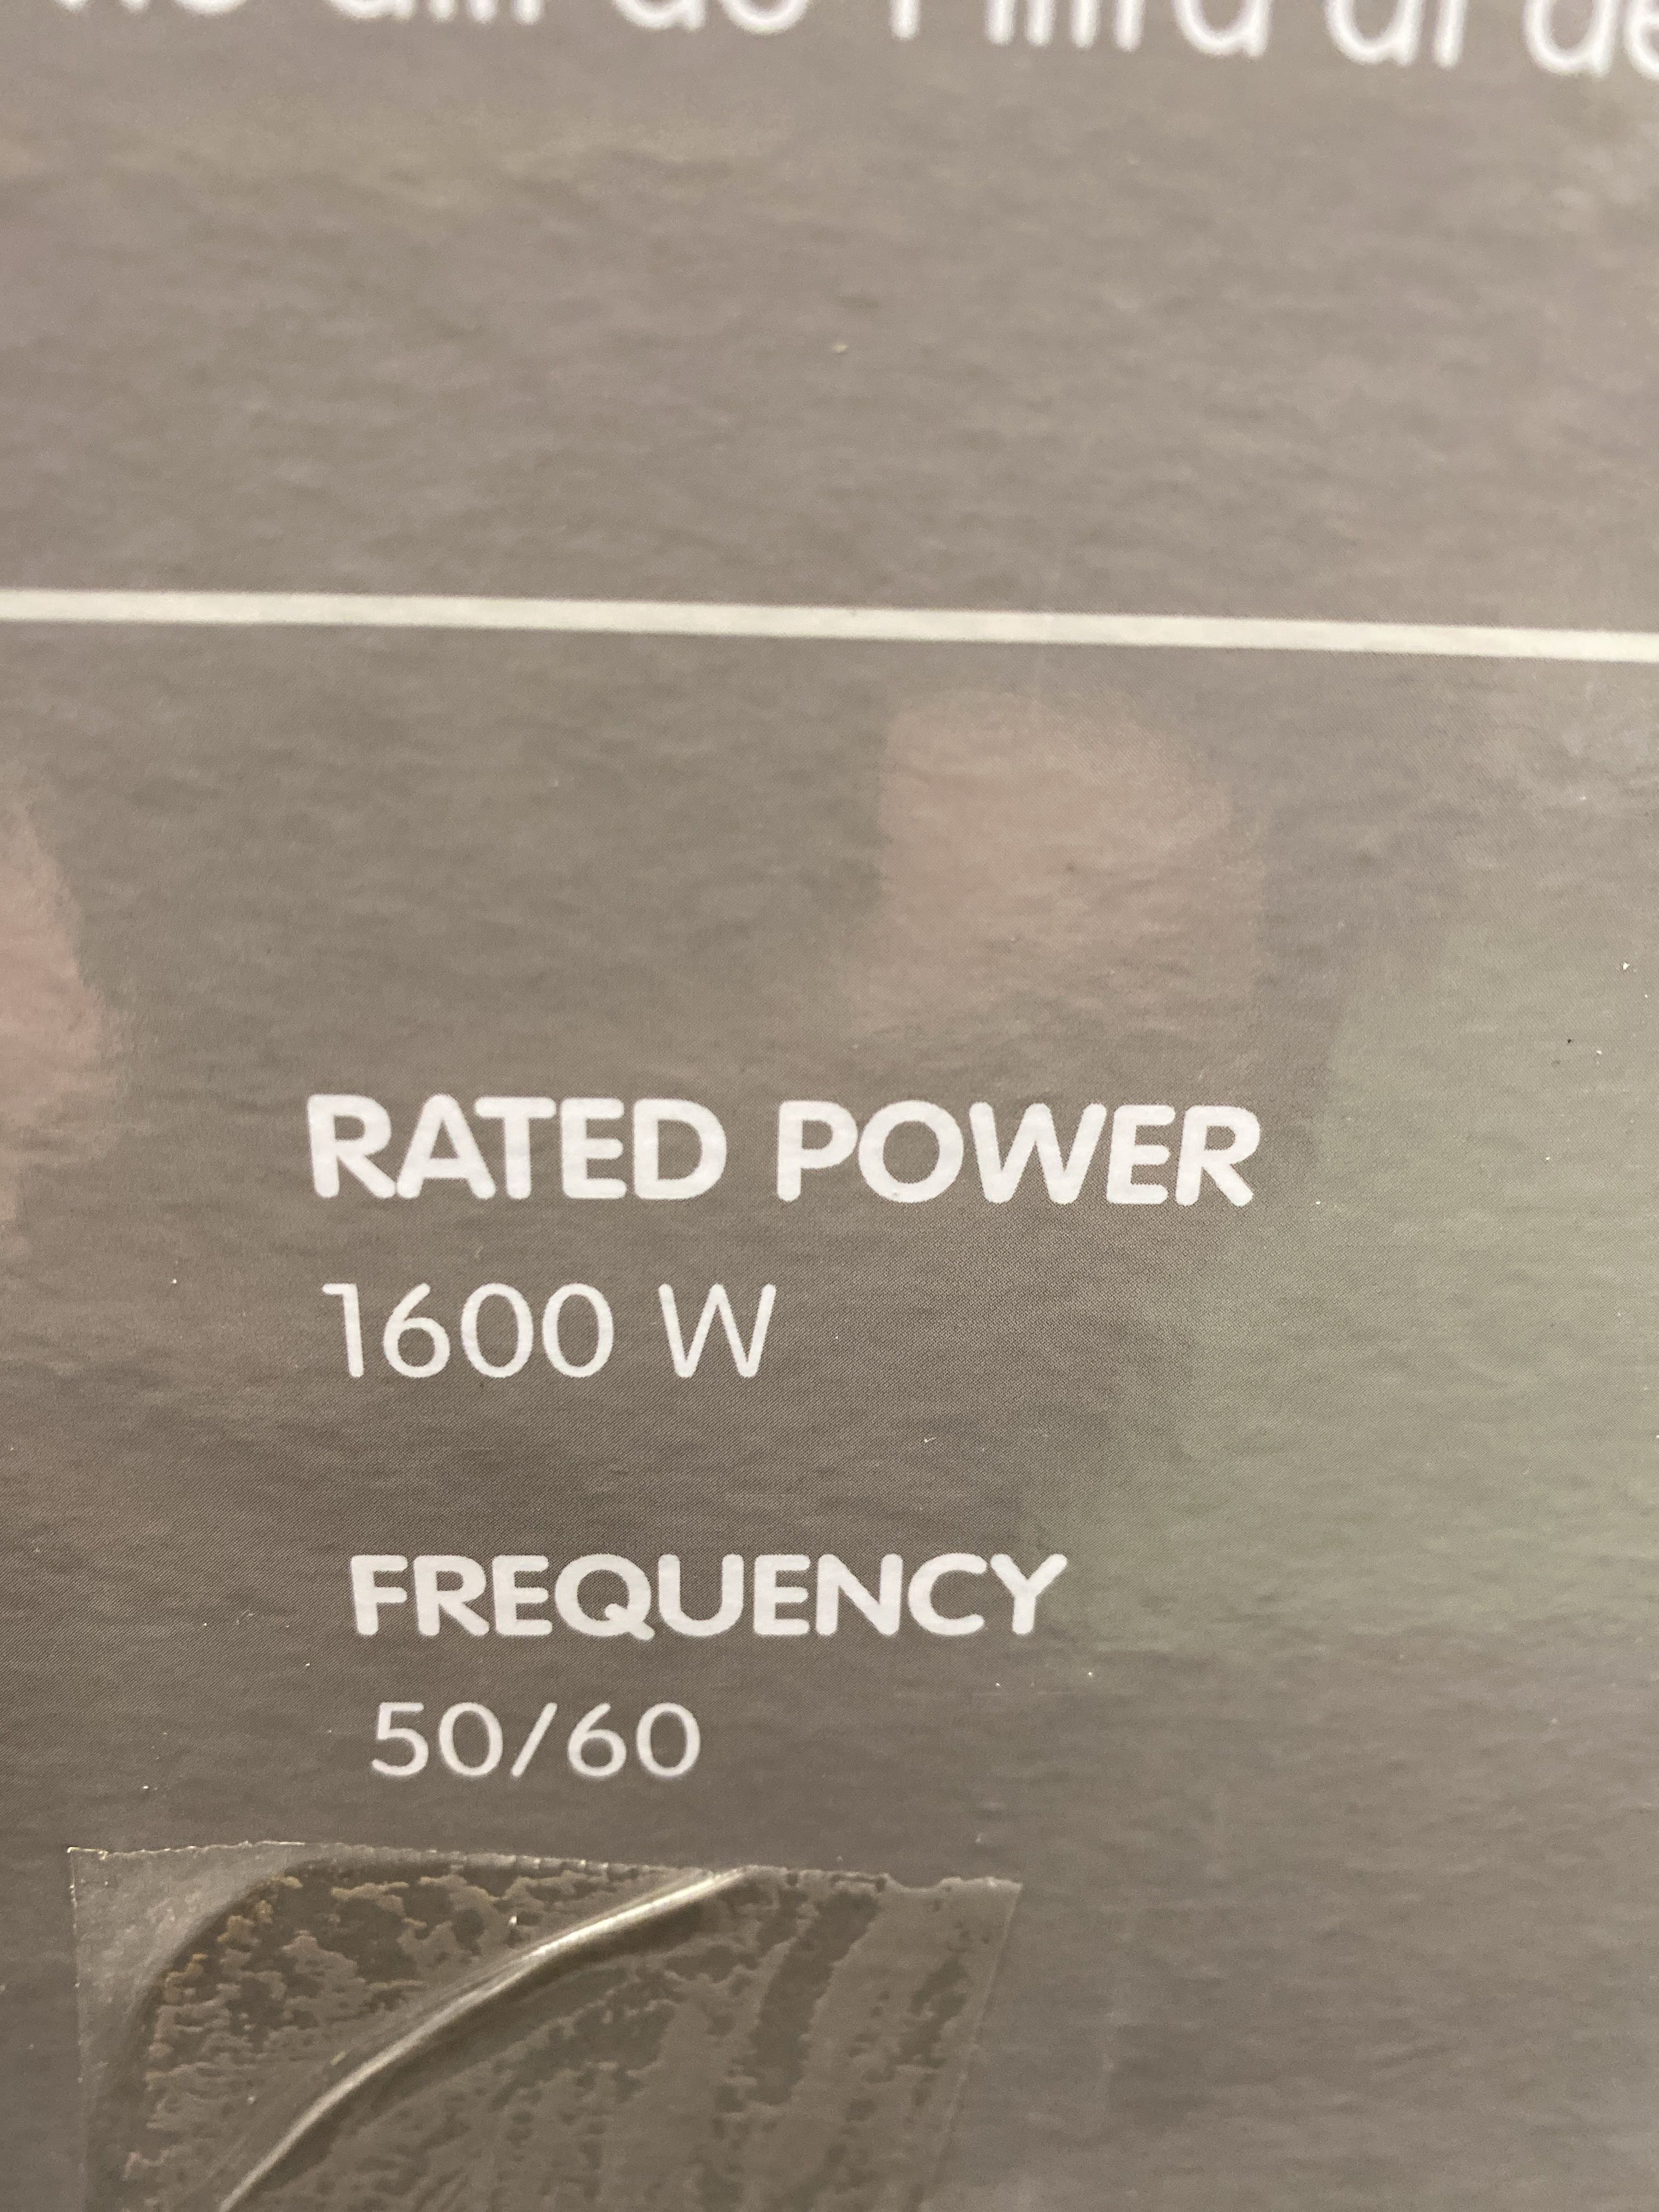 RATED POWER
1600 W
FREQUENCY
50/60